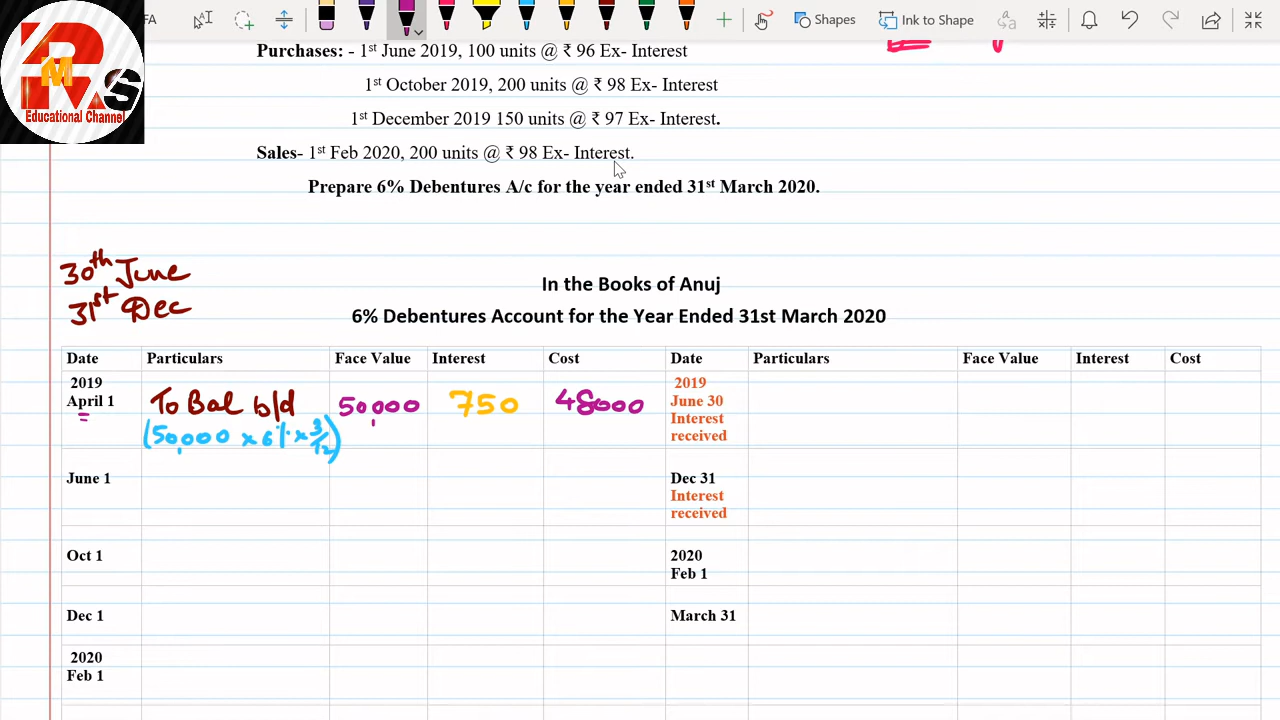 FA
Shapes
Ink to Shape
RMS
Educational Channel
Purchases: - 1st June 2019, 100 units @ ₹ 96 Ex- Interest
1st October 2019, 200 units @ ₹ 98 Ex- Interest
1st December 2019 150 units @ ₹ 97 Ex- Interest.
Sales- 1st Feb 2020, 200 units @ ₹ 98 Ex- Interest.
Prepare 6% Debentures A/c for the year ended 31st March 2020.
30th June
31st Dec
In the Books of Anuj
6% Debentures Account for the Year Ended 31st March 2020
Date Particulars Face Value Interest Cost Date Particulars Face Value Interest Cost
2019
April 1 To Bal b/d 50,000 750 48000
(50,000 × 6% × 3/12)
2019
June 30
Interest
received
June 1
Dec 31
Interest
received
Oct 1
2020
Feb 1
Dec 1
March 31
2020
Feb 1